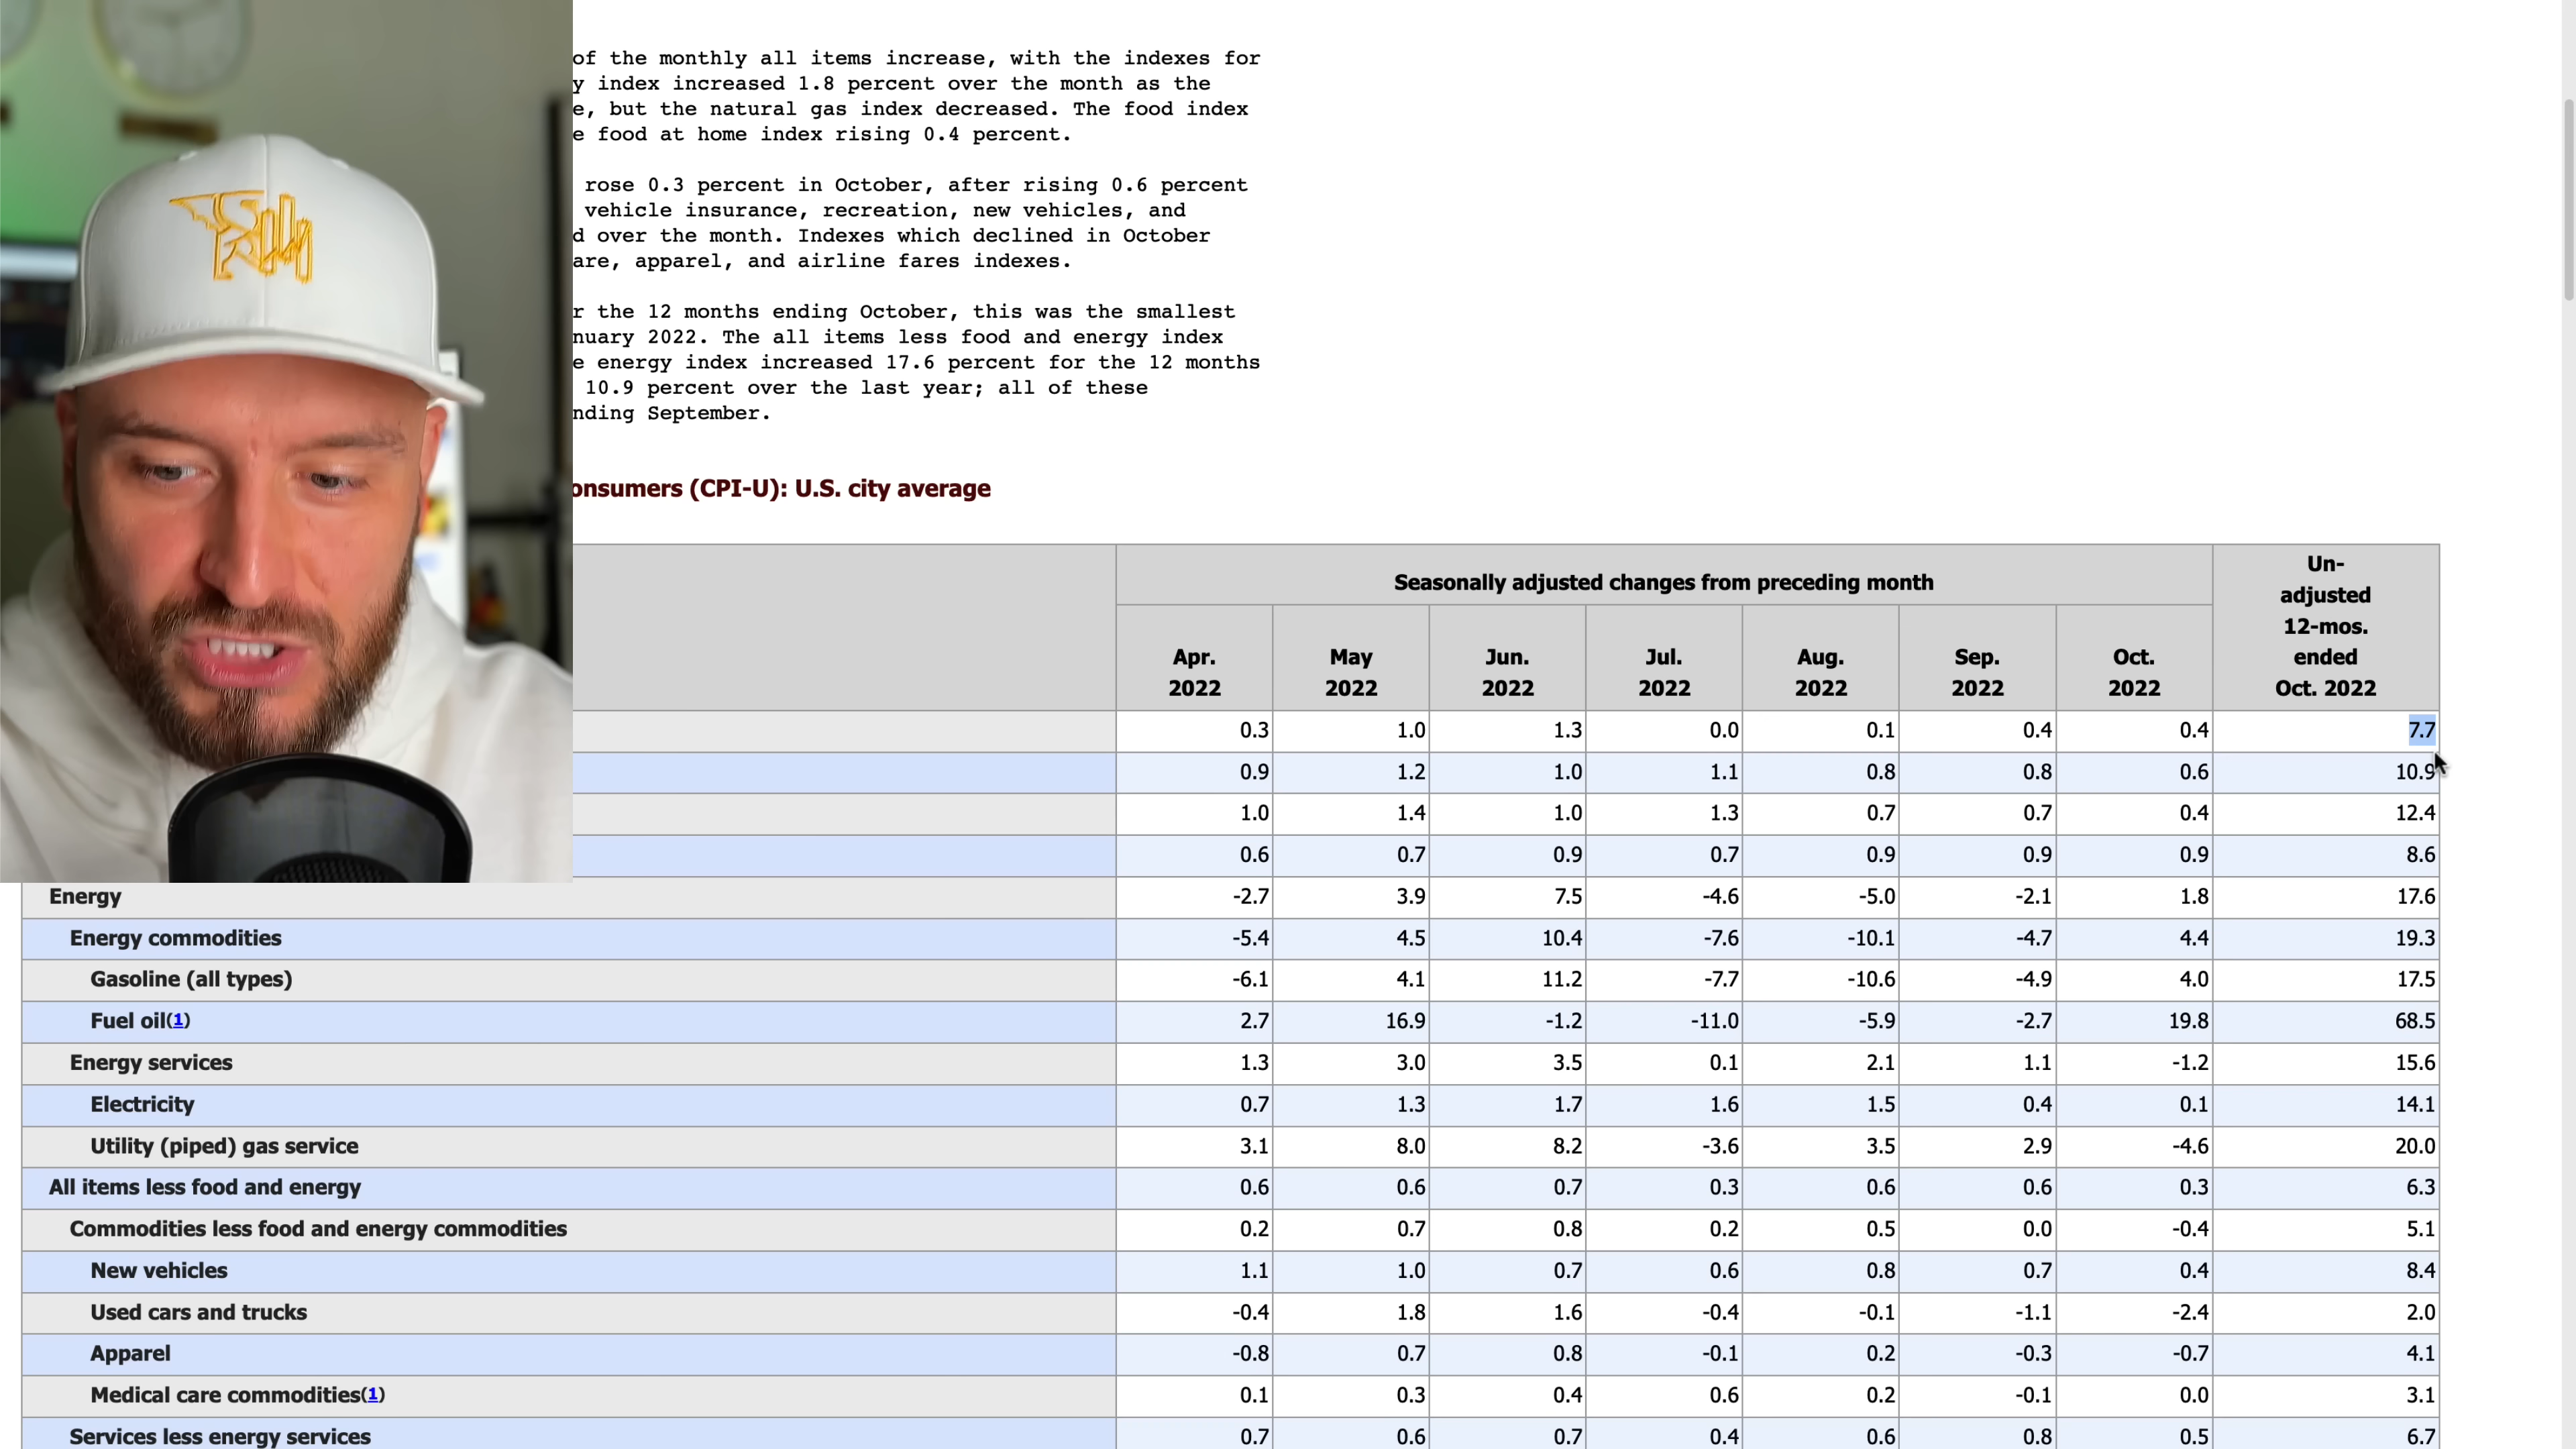 of the monthly all items increase, with the indexes for
y index increased 1.8 percent over the month as the
e, but the natural gas index decreased. The food index
e food at home index rising 0.4 percent.
rose 0.3 percent in October, after rising 0.6 percent
vehicle insurance, recreation, new vehicles, and
d over the month. Indexes which declined in October
are, apparel, and airline fares indexes.
r the 12 months ending October, this was the smallest
nuary 2022. The all items less food and energy index
e energy index increased 17.6 percent for the 12 months
10.9 percent over the last year; all of these
nding September.
onsumers (CPI-U): U.S. city average
Seasonally adjusted changes from preceding month
Un-
adjusted
12-mos.
ended
Oct. 2022
Apr. 2022 May 2022 Jun. 2022 Jul. 2022 Aug. 2022 Sep. 2022 Oct. 2022
0.3 1.0 1.3 0.0 0.1 0.4 0.4 7.7
0.9 1.2 1.0 1.1 0.8 0.8 0.6 10.9
1.0 1.4 1.0 1.3 0.7 0.7 0.4 12.4
0.6 0.7 0.9 0.7 0.9 0.9 0.9 8.6
Energy -2.7 3.9 7.5 -4.6 -5.0 -2.1 1.8 17.6
Energy commodities -5.4 4.5 10.4 -7.6 -10.1 -4.7 4.4 19.3
Gasoline (all types) -6.1 4.1 11.2 -7.7 -10.6 -4.9 4.0 17.5
Fuel oil(1) 2.7 16.9 -1.2 -11.0 -5.9 -2.7 19.8 68.5
Energy services 1.3 3.0 3.5 0.1 2.1 1.1 -1.2 15.6
Electricity 0.7 1.3 1.7 1.6 1.5 0.4 0.1 14.1
Utility (piped) gas service 3.1 8.0 8.2 -3.6 3.5 2.9 -4.6 20.0
All items less food and energy 0.6 0.6 0.7 0.3 0.6 0.6 0.3 6.3
Commodities less food and energy commodities 0.2 0.7 0.8 0.2 0.5 0.0 -0.4 5.1
New vehicles 1.1 1.0 0.7 0.6 0.8 0.7 0.4 8.4
Used cars and trucks -0.4 1.8 1.6 -0.4 -0.1 -1.1 -2.4 2.0
Apparel -0.8 0.7 0.8 -0.1 0.2 -0.3 -0.7 4.1
Medical care commodities(1) 0.1 0.3 0.4 0.6 0.2 -0.1 0.0 3.1
Services less energy services 0.7 0.6 0.7 0.4 0.6 0.8 0.5 6.7